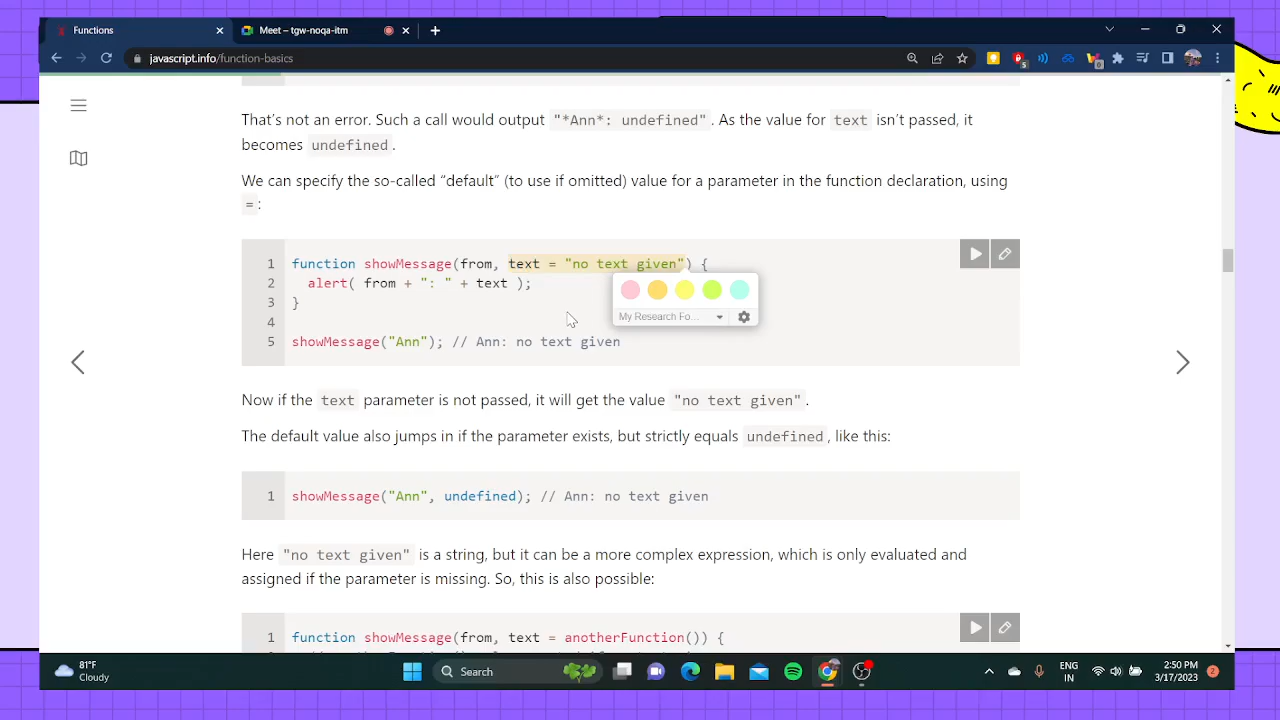 Functions
Meet – tgw-noqa-itm
javascript.info/function-basics
That's not an error. Such a call would output "*Ann*: undefined". As the value for text isn't passed, it
becomes undefined.
We can specify the so-called “default” (to use if omitted) value for a parameter in the function declaration, using
=:
1 function showMessage(from, text = "no text given") {
2 alert( from + ": " + text );
3 }
4
5 showMessage("Ann"); // Ann: no text given
My Research Fo...
Now if the text parameter is not passed, it will get the value "no text given".
The default value also jumps in if the parameter exists, but strictly equals undefined, like this:
1 showMessage("Ann", undefined); // Ann: no text given
Here "no text given" is a string, but it can be a more complex expression, which is only evaluated and
assigned if the parameter is missing. So, this is also possible:
1 function showMessage(from, text = anotherFunction()) {
81°F
Cloudy
Search
ENG
IN
2:50 PM
3/17/2023
2